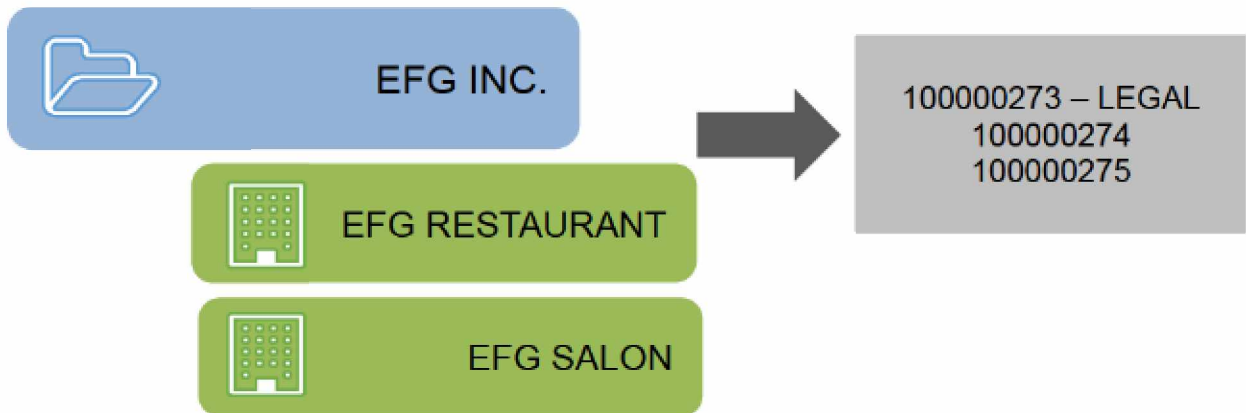 EFG INC.
100000273 – LEGAL
100000274
100000275
EFG RESTAURANT
EFG SALON